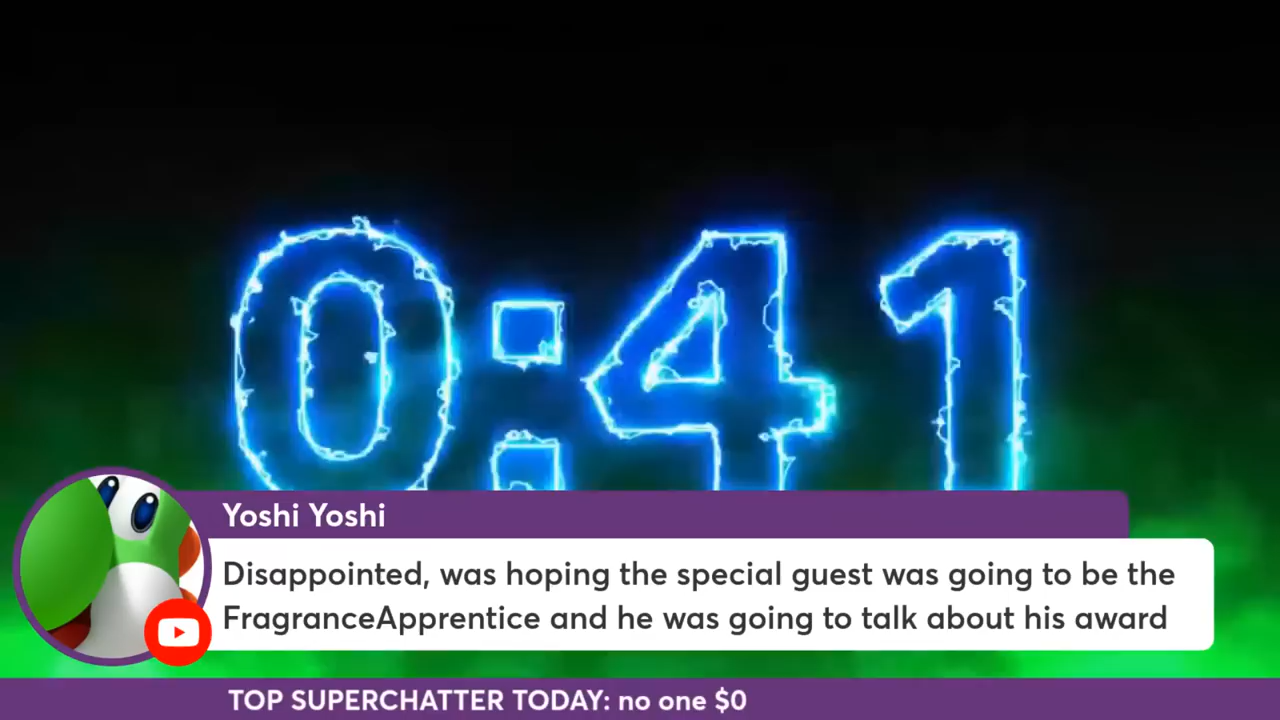 0:41
Yoshi Yoshi
Disappointed, was hoping the special guest was going to be the
FragranceApprentice and he was going to talk about his award
TOP SUPERCHATTER TODAY: no one $0